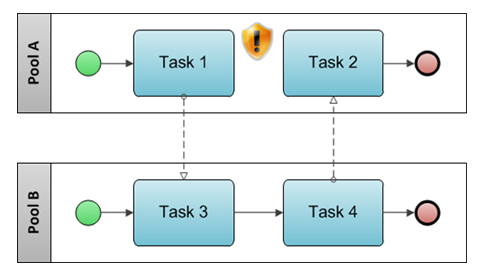 Pool A
Task 1
!
Task 2
Pool B
Task 3
Task 4